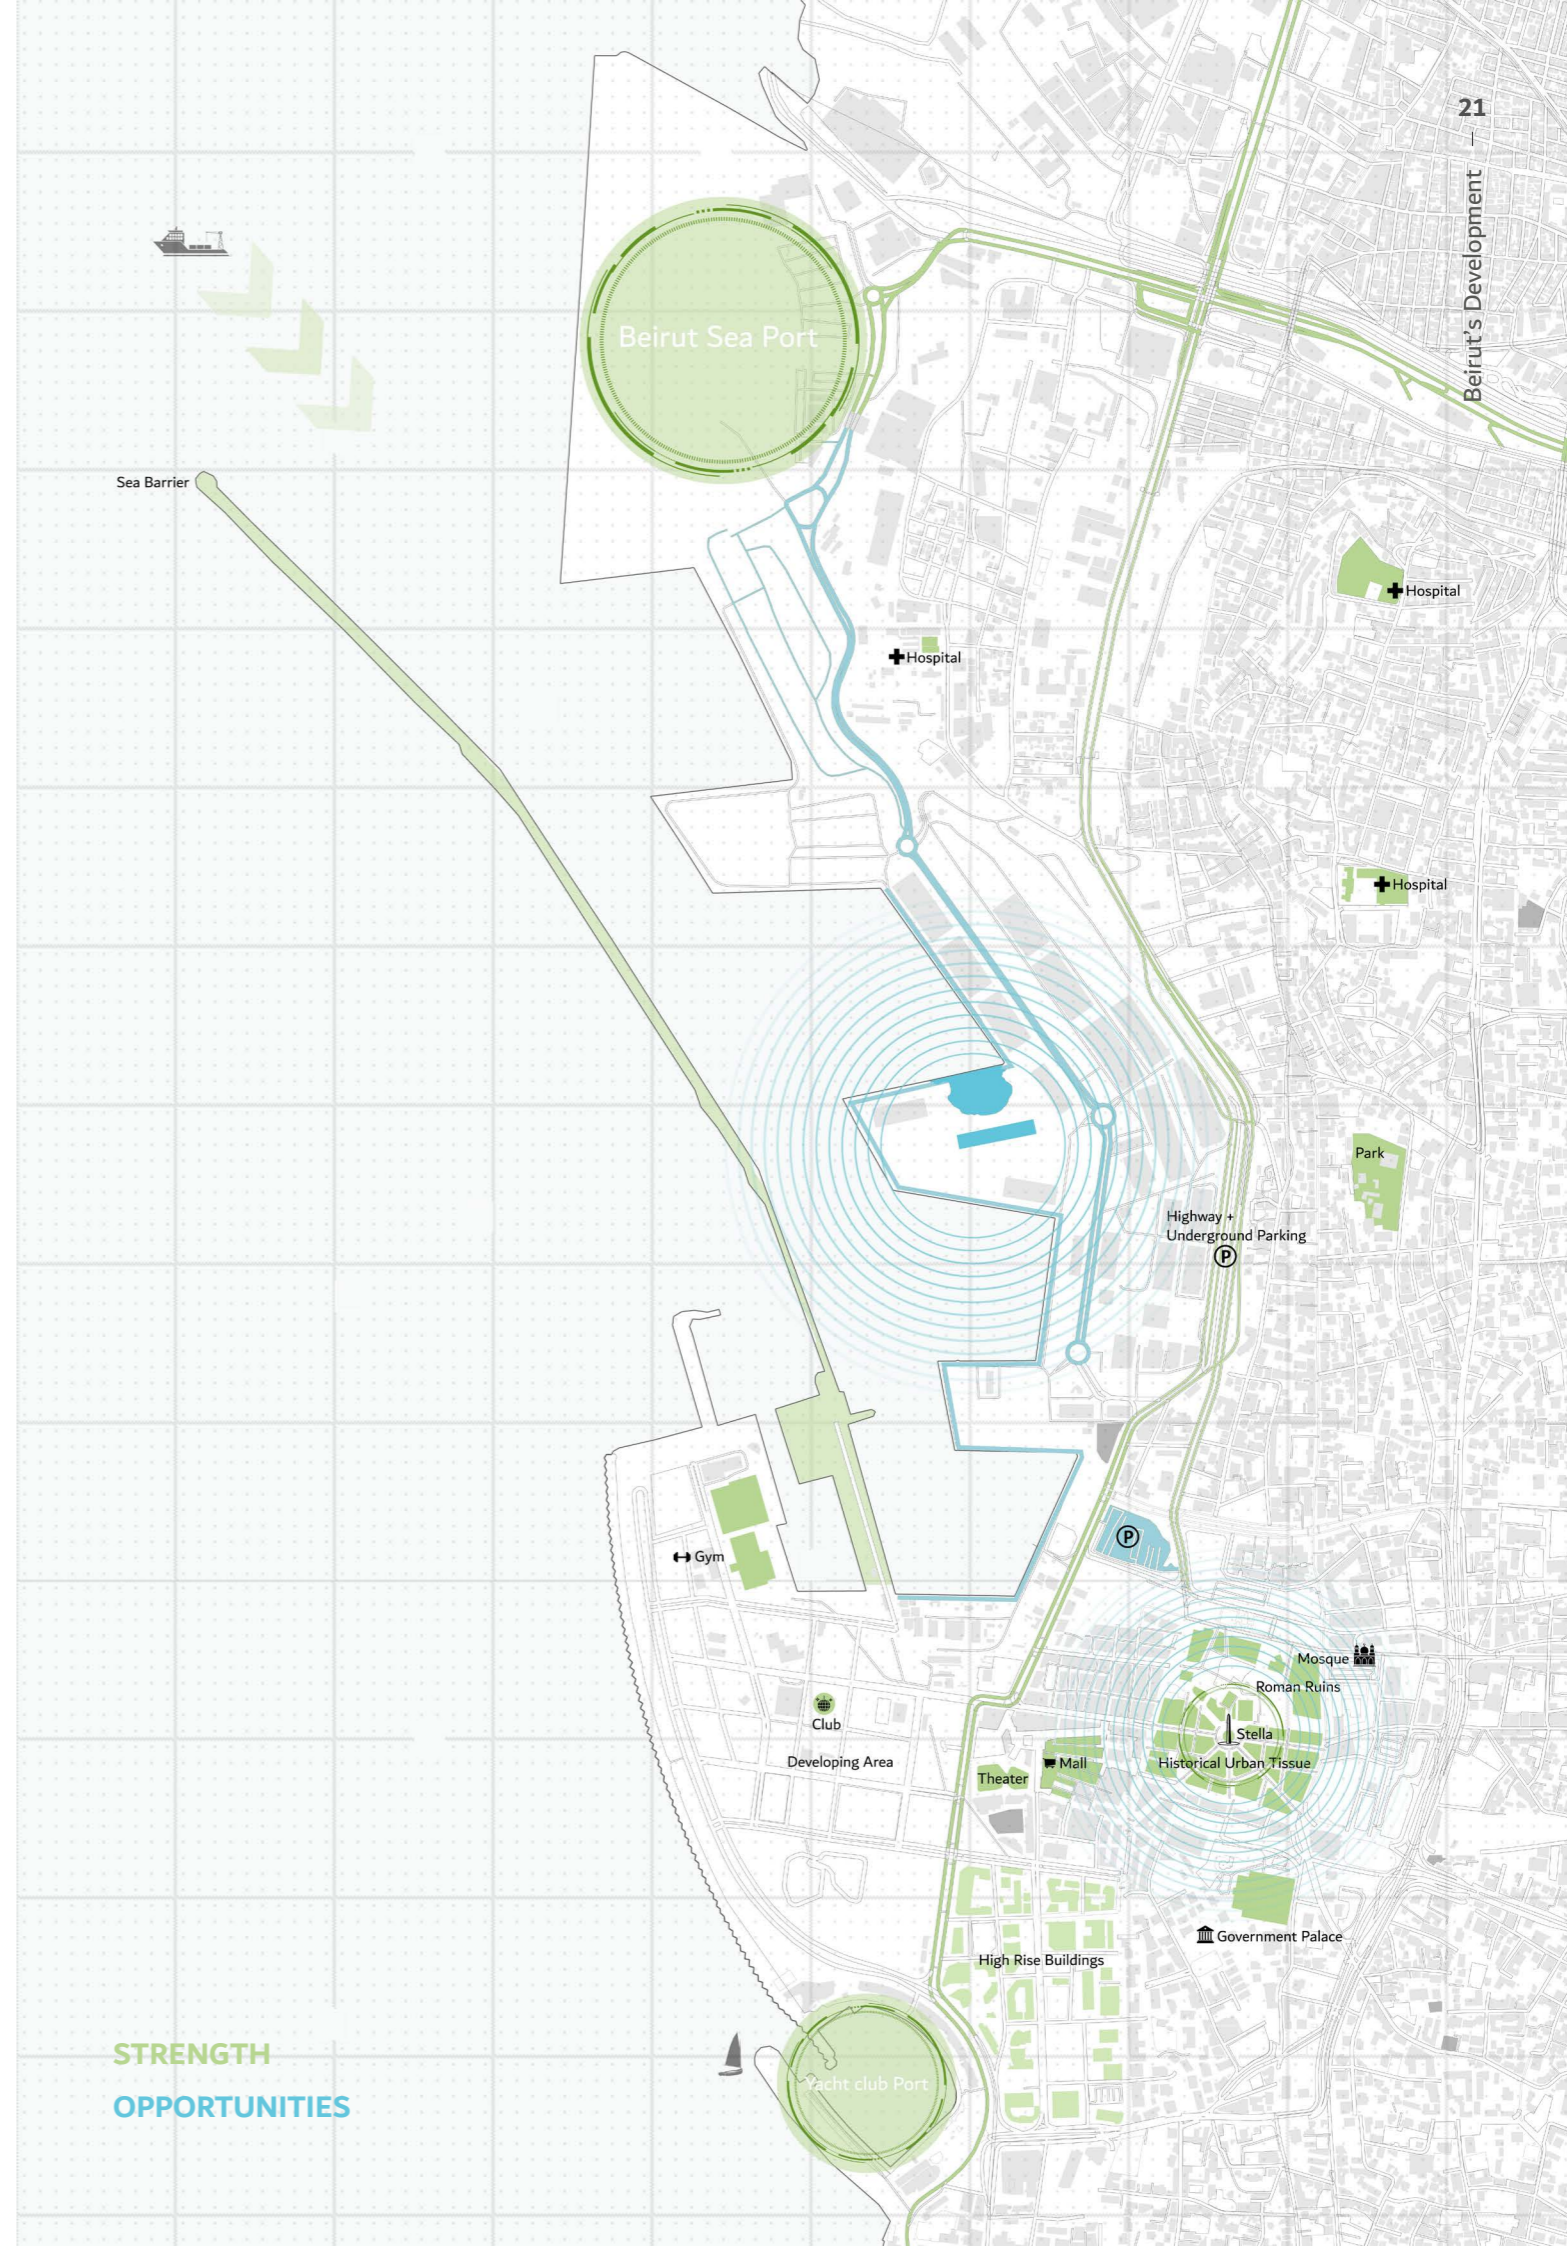 21
Beirut's Development
Beirut Sea Port
Sea Barrier
Hospital
Hospital
Hospital
Park
Highway +
Underground Parking
P
P
Gym
Mosque
Roman Ruins
Club
Stella
Developing Area
Mall
Historical Urban Tissue
Theater
Government Palace
High Rise Buildings
STRENGTH
Yacht club Port
OPPORTUNITIES